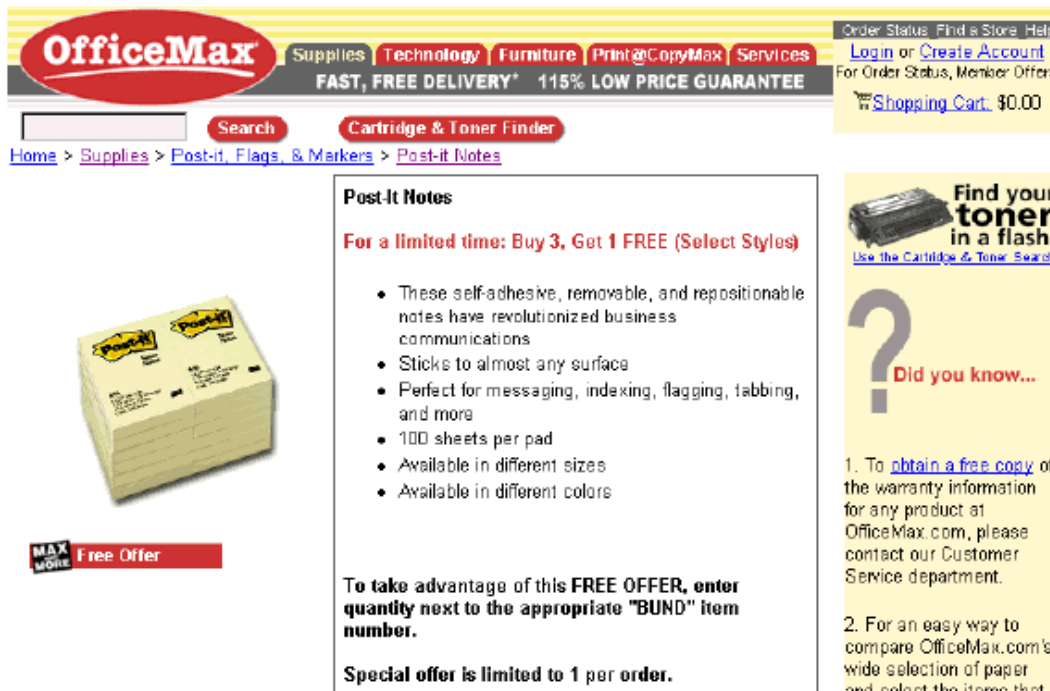 OfficeMax
Supplies Technology Furniture Print@CopyMax Services
FAST, FREE DELIVERY* 115% LOW PRICE GUARANTEE
Order Status Find a Store Help
Login or Create Account
For Order Status, Member Offer
Shopping Cart: $0.00
Search
Cartridge & Toner Finder
Home > Supplies > Post-it, Flags, & Markers > Post-it Notes
Post-It Notes
For a limited time: Buy 3, Get 1 FREE (Select Styles)
• These self-adhesive, removable, and repositionable
notes have revolutionized business
communications
• Sticks to almost any surface
• Perfect for messaging, indexing, flagging, tabbing,
and more
• 100 sheets per pad
• Available in different sizes
• Available in different colors
To take advantage of this FREE OFFER, enter
quantity next to the appropriate "BUND" item
number.
Special offer is limited to 1 per order.
Post-it
Post-it
MAX
MORE
Free Offer
Find your
toner
in a flash
Use the Cartridge & Toner Search
?
Did you know...
1. To obtain a free copy of
the warranty information
for any product at
OfficeMax.com, please
contact our Customer
Service department.
2. For an easy way to
compare OfficeMax.com's
wide selection of paper
and select the items that